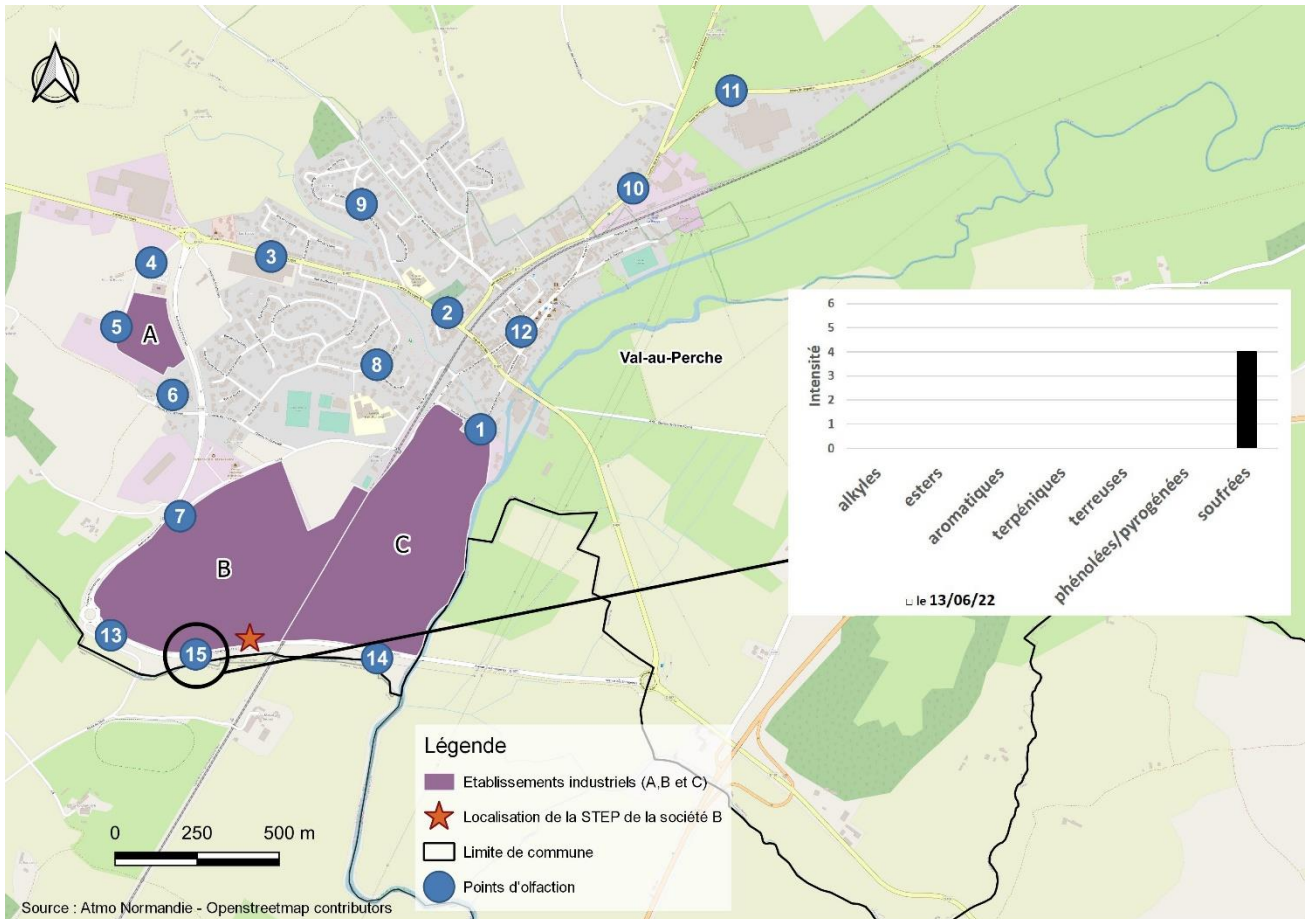 N
11
10
9
3
4
2
12
5
A
8
6
Val-au-Perche
1
7
C
B
13
15
14
6
5
4
3
2
1
0
Intensité
alkyles
esters
aromatiques
terpéniques
terreuses
phénolées/pyrogénées
soufrées
□ le 13/06/22
Légende
Etablissements industriels (A,B et C)
Localisation de la STEP de la société B
Limite de commune
Points d'olfaction
0 250 500 m
Source : Atmo Normandie - Openstreetmap contributors